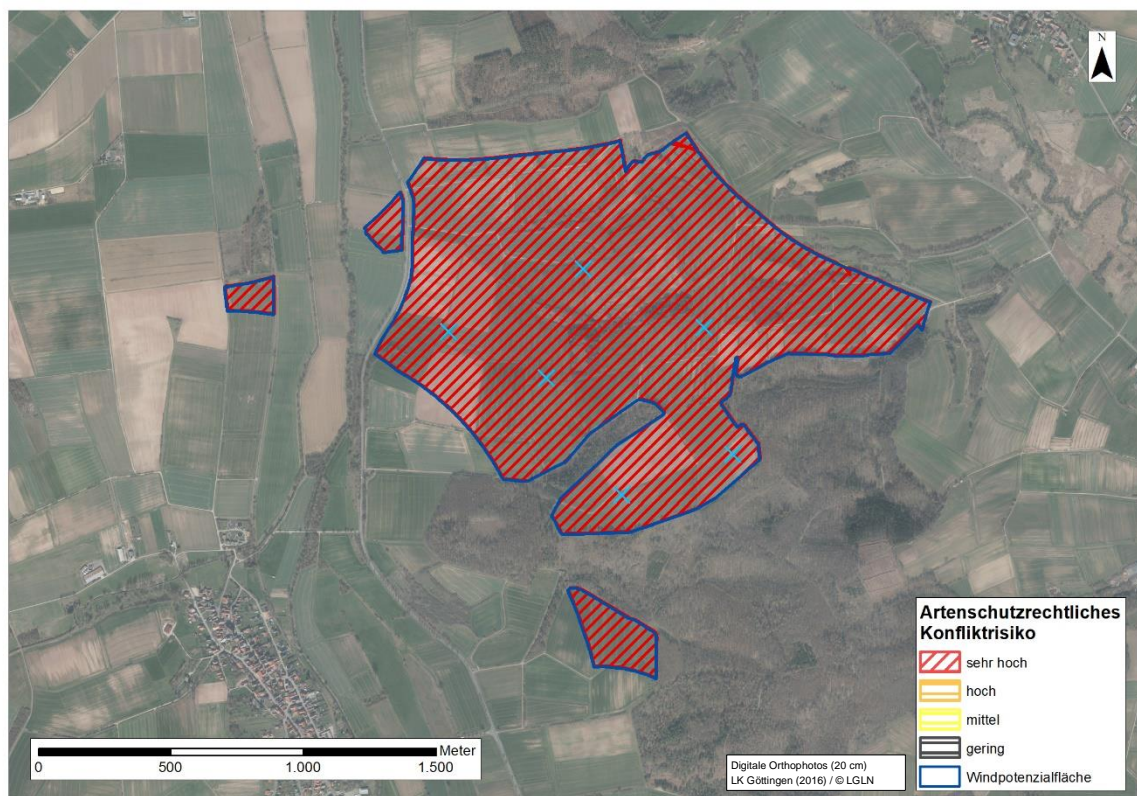 N
Artenschutzrechtliches
Konfliktrisiko
sehr hoch
hoch
mittel
gering
Windpotenzialfläche
Meter
0 500 1.000 1.500
Digitale Orthophotos (20 cm)
LK Göttingen (2016) / © LGLN